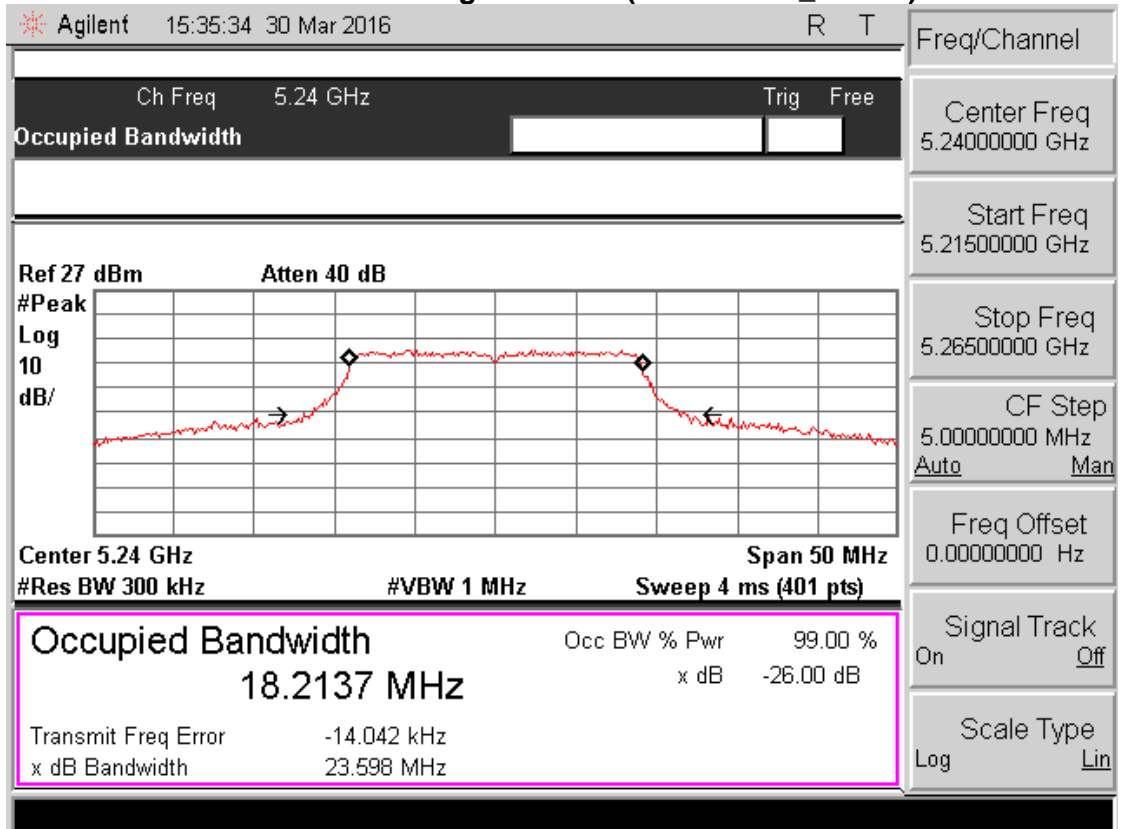 Agilent 15:35:34 30 Mar 2016 R T
Ch Freq 5.24 GHz Trig Free
Occupied Bandwidth
Ref 27 dBm Atten 40 dB
#Peak
Log
10
dB/
Center 5.24 GHz Span 50 MHz
#Res BW 300 kHz #VBW 1 MHz Sweep 4 ms (401 pts)
Occupied Bandwidth
18.2137 MHz
Occ BW % Pwr 99.00 %
x dB -26.00 dB
Transmit Freq Error -14.042 kHz
x dB Bandwidth 23.598 MHz
Freq/Channel
Center Freq
5.24000000 GHz
Start Freq
5.21500000 GHz
Stop Freq
5.26500000 GHz
CF Step
5.00000000 MHz
Auto Man
Freq Offset
0.00000000 Hz
Signal Track
On Off
Scale Type
Log Lin